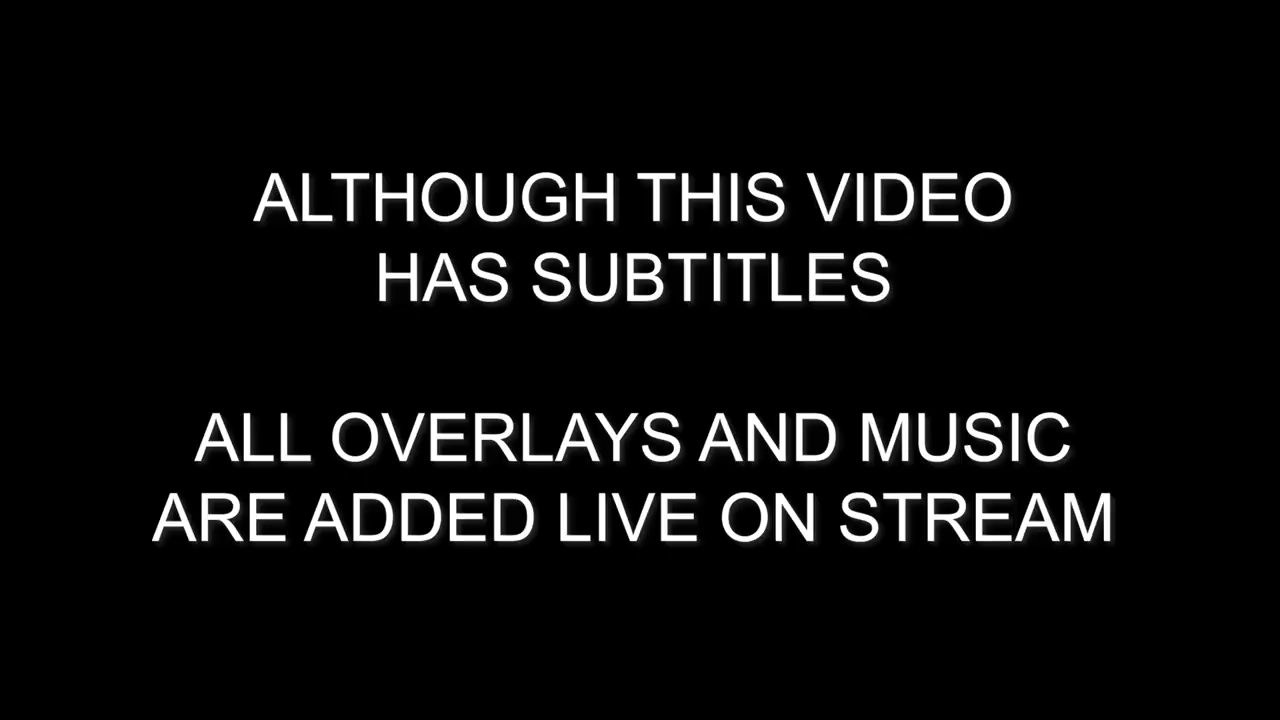 ALTHOUGH THIS VIDEO
HAS SUBTITLES
ALL OVERLAYS AND MUSIC
ARE ADDED LIVE ON STREAM